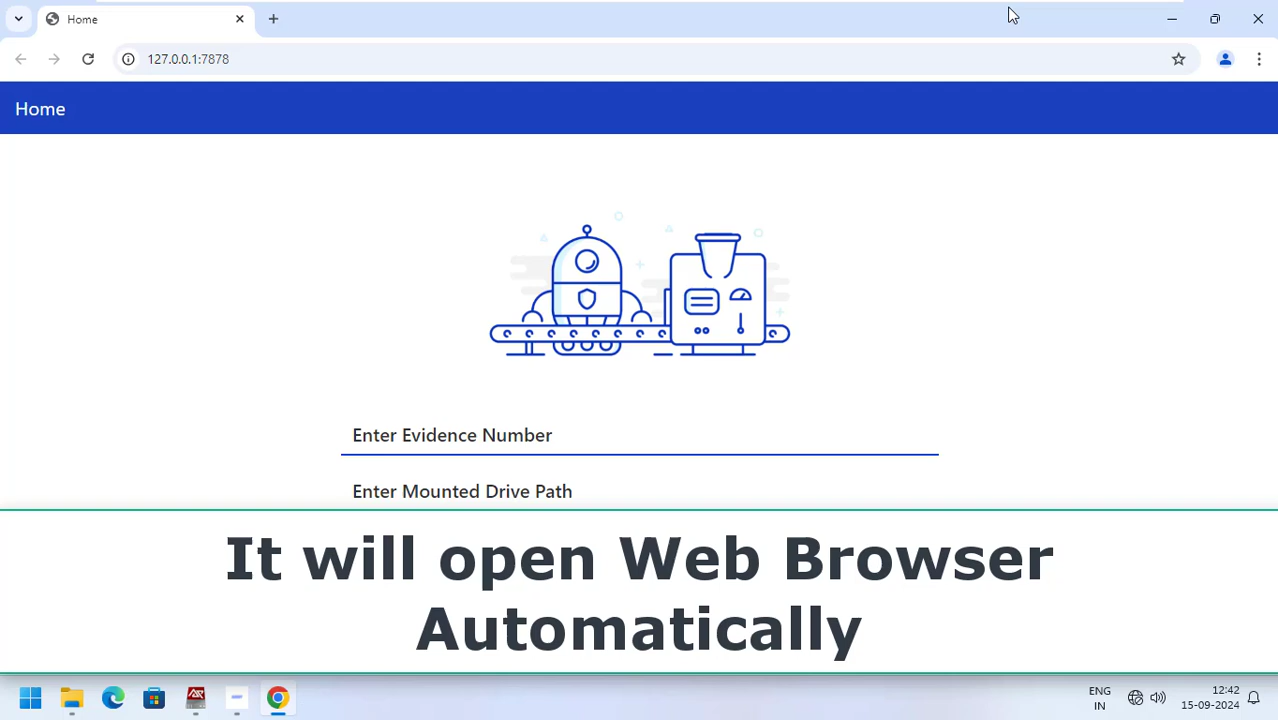 Home
127.0.0.1:7878
Home
Enter Evidence Number
Enter Mounted Drive Path
It will open Web Browser
Automatically
ENG
IN
12:42
15-09-2024